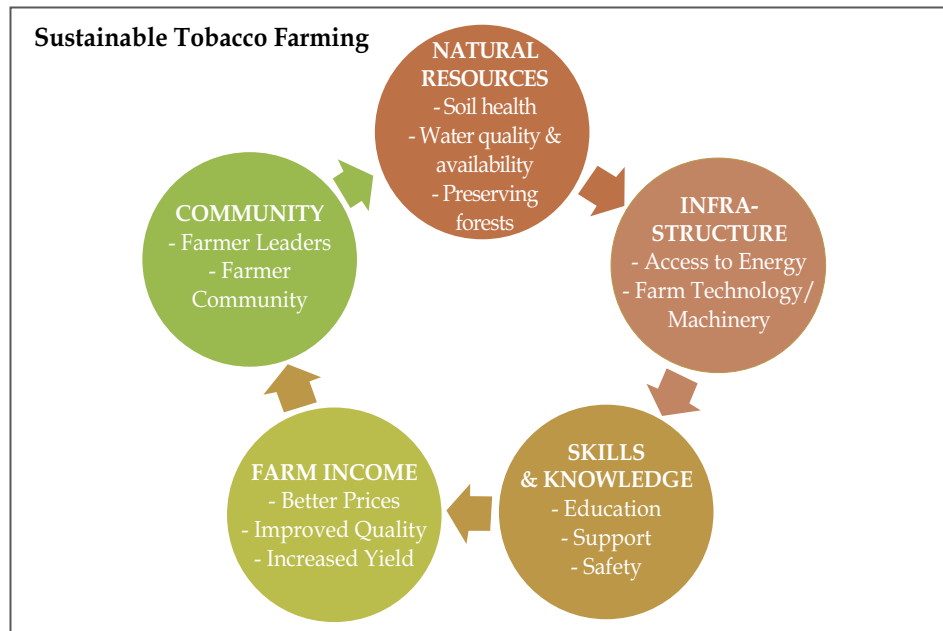 Sustainable Tobacco Farming
NATURAL
RESOURCES
- Soil health
- Water quality &
availability
- Preserving
forests
INFRA-
STRUCTURE
- Access to Energy
- Farm Technology/
Machinery
SKILLS
& KNOWLEDGE
- Education
- Support
- Safety
FARM INCOME
- Better Prices
- Improved Quality
- Increased Yield
COMMUNITY
- Farmer Leaders
- Farmer
Community